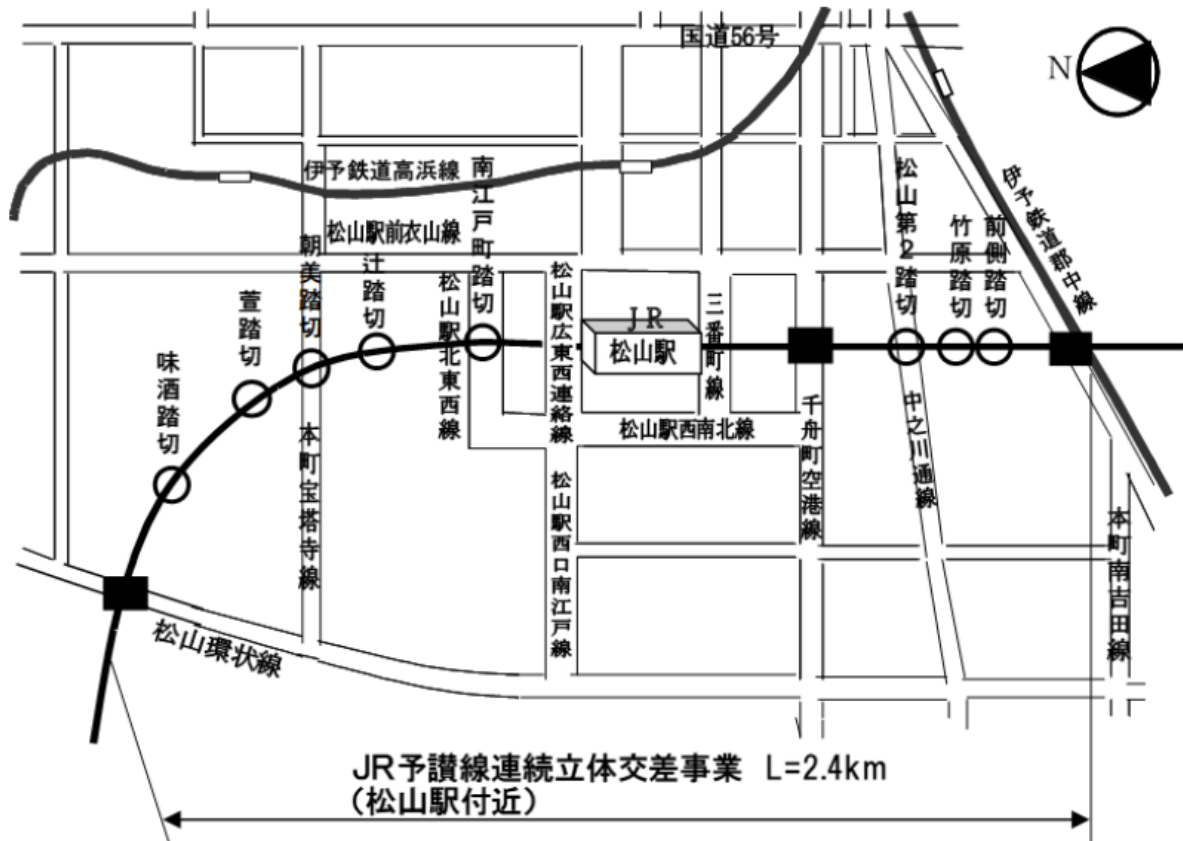 国道56号
N
伊予鉄道高浜線
南江戸町踏切
松山駅前衣山線
朝美踏切
辻踏切
萱踏切
味酒踏切
松山駅北東西線
松山駅広東西連絡線
JR
松山駅
三番町線
松山第2踏切
竹原踏切
前側踏切
伊予鉄道郡中線
本町宝塔寺線
松山駅西南北線
千舟町空港線
中之川通線
松山駅西口南江戸線
本町南吉田線
松山環状線
JR予讃線連続立体交差事業 L=2.4km
(松山駅付近)